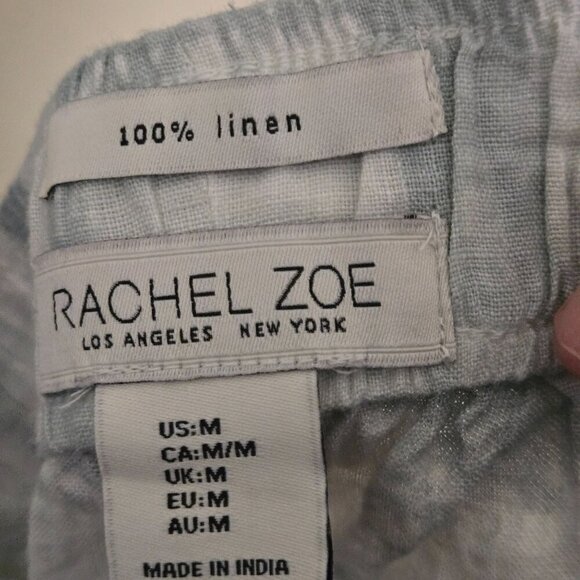 100% linen
RACHEL ZOE
LOS ANGELES NEW YORK
US:M
CA:M/M
UK:M
EU:M
AU:M
MADE IN INDIA